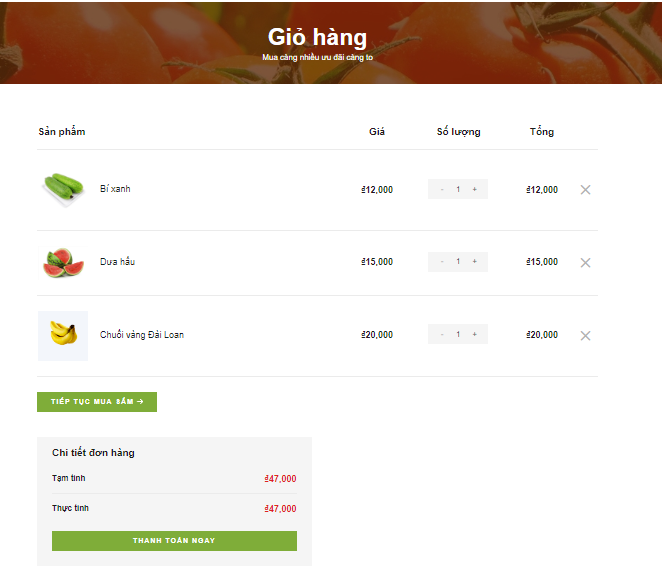 Giỏ hàng
Mua càng nhiều ưu đãi càng to
Sản phẩm Giá Số lượng Tổng
Bí xanh ₫12,000 - 1 + ₫12,000
Dưa hấu ₫15,000 - 1 + ₫15,000
Chuối vàng Đài Loan ₫20,000 - 1 + ₫20,000
TIẾP TỤC MUA SẮM →
Chi tiết đơn hàng
Tạm tính ₫47,000
Thực tính ₫47,000
THANH TOÁN NGAY